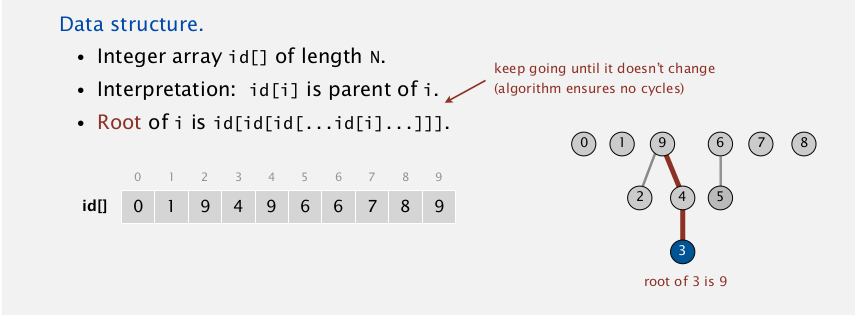 Data structure.
• Integer array id[] of length N.
• Interpretation: id[i] is parent of i.
• Root of i is id[id[id[...id[i]...]]].
keep going until it doesn't change
(algorithm ensures no cycles)
0 1 2 3 4 5 6 7 8 9
id[] 0 1 9 4 9 6 6 7 8 9
0 1 9 6 7 8
2 4 5
3
root of 3 is 9